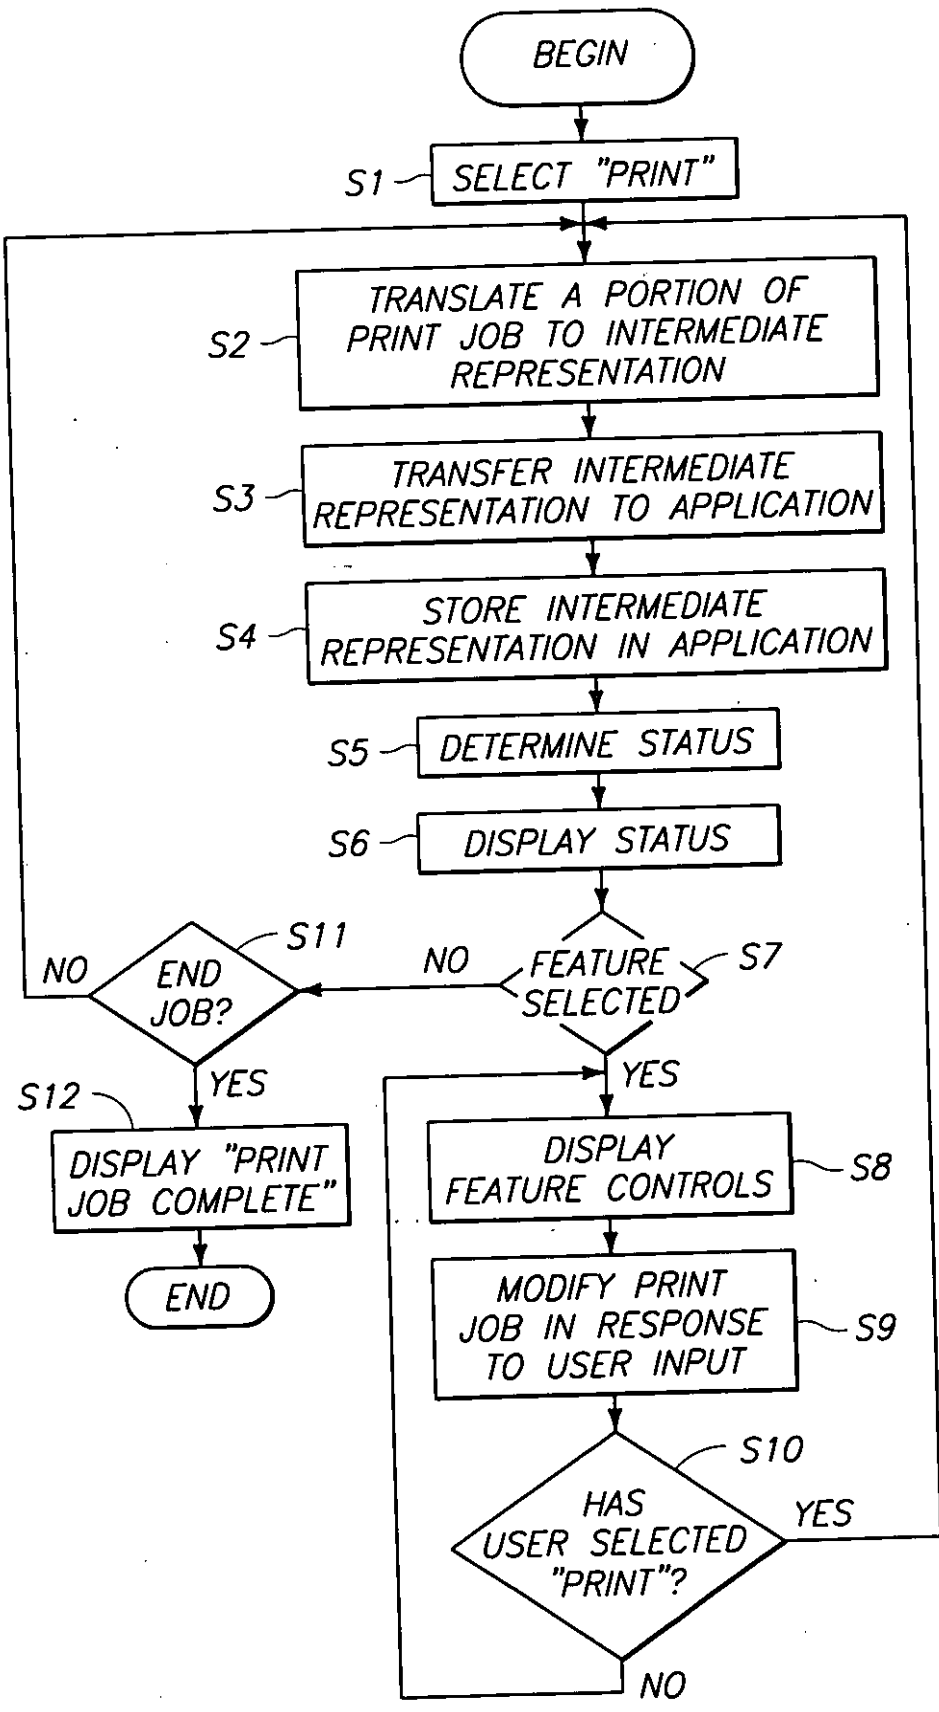 BEGIN
S1
SELECT "PRINT"
S2
TRANSLATE A PORTION OF
PRINT JOB TO INTERMEDIATE
REPRESENTATION
S3
TRANSFER INTERMEDIATE
REPRESENTATION TO APPLICATION
S4
STORE INTERMEDIATE
REPRESENTATION IN APPLICATION
S5
DETERMINE STATUS
S6
DISPLAY STATUS
S7
FEATURE
SELECTED
NO
YES
S11
END
JOB?
NO
YES
S12
DISPLAY "PRINT
JOB COMPLETE"
END
S8
DISPLAY
FEATURE CONTROLS
S9
MODIFY PRINT
JOB IN RESPONSE
TO USER INPUT
S10
HAS
USER SELECTED
"PRINT"?
YES
NO